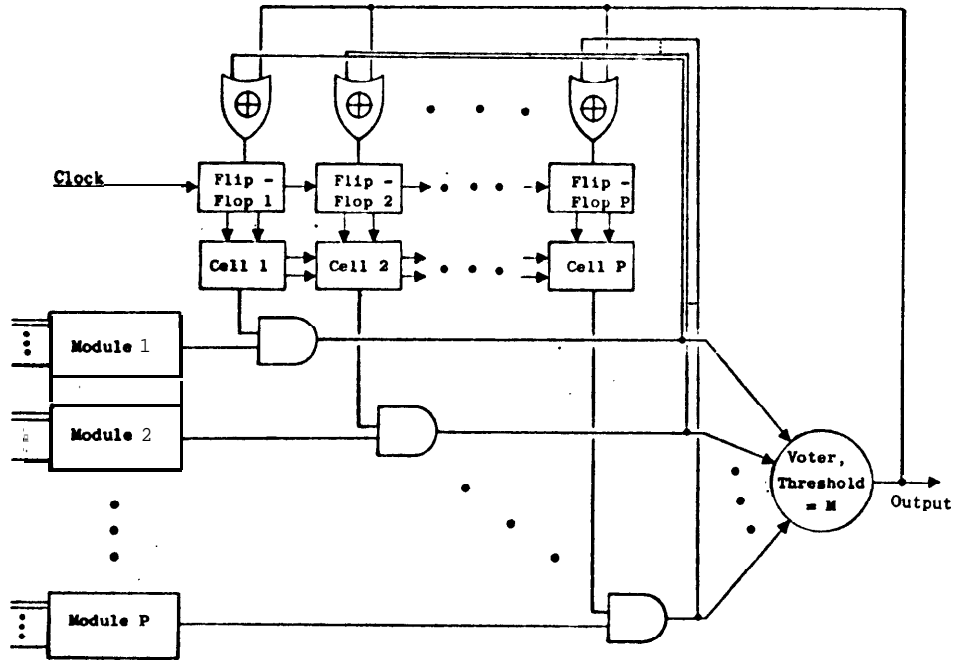 Clock
Flip -
Flop 1
Flip -
Flop 2
Flip -
Flop P
Cell 1
Cell 2
Cell P
Module 1
Module 2
Module P
Voter,
Threshold
= M
Output